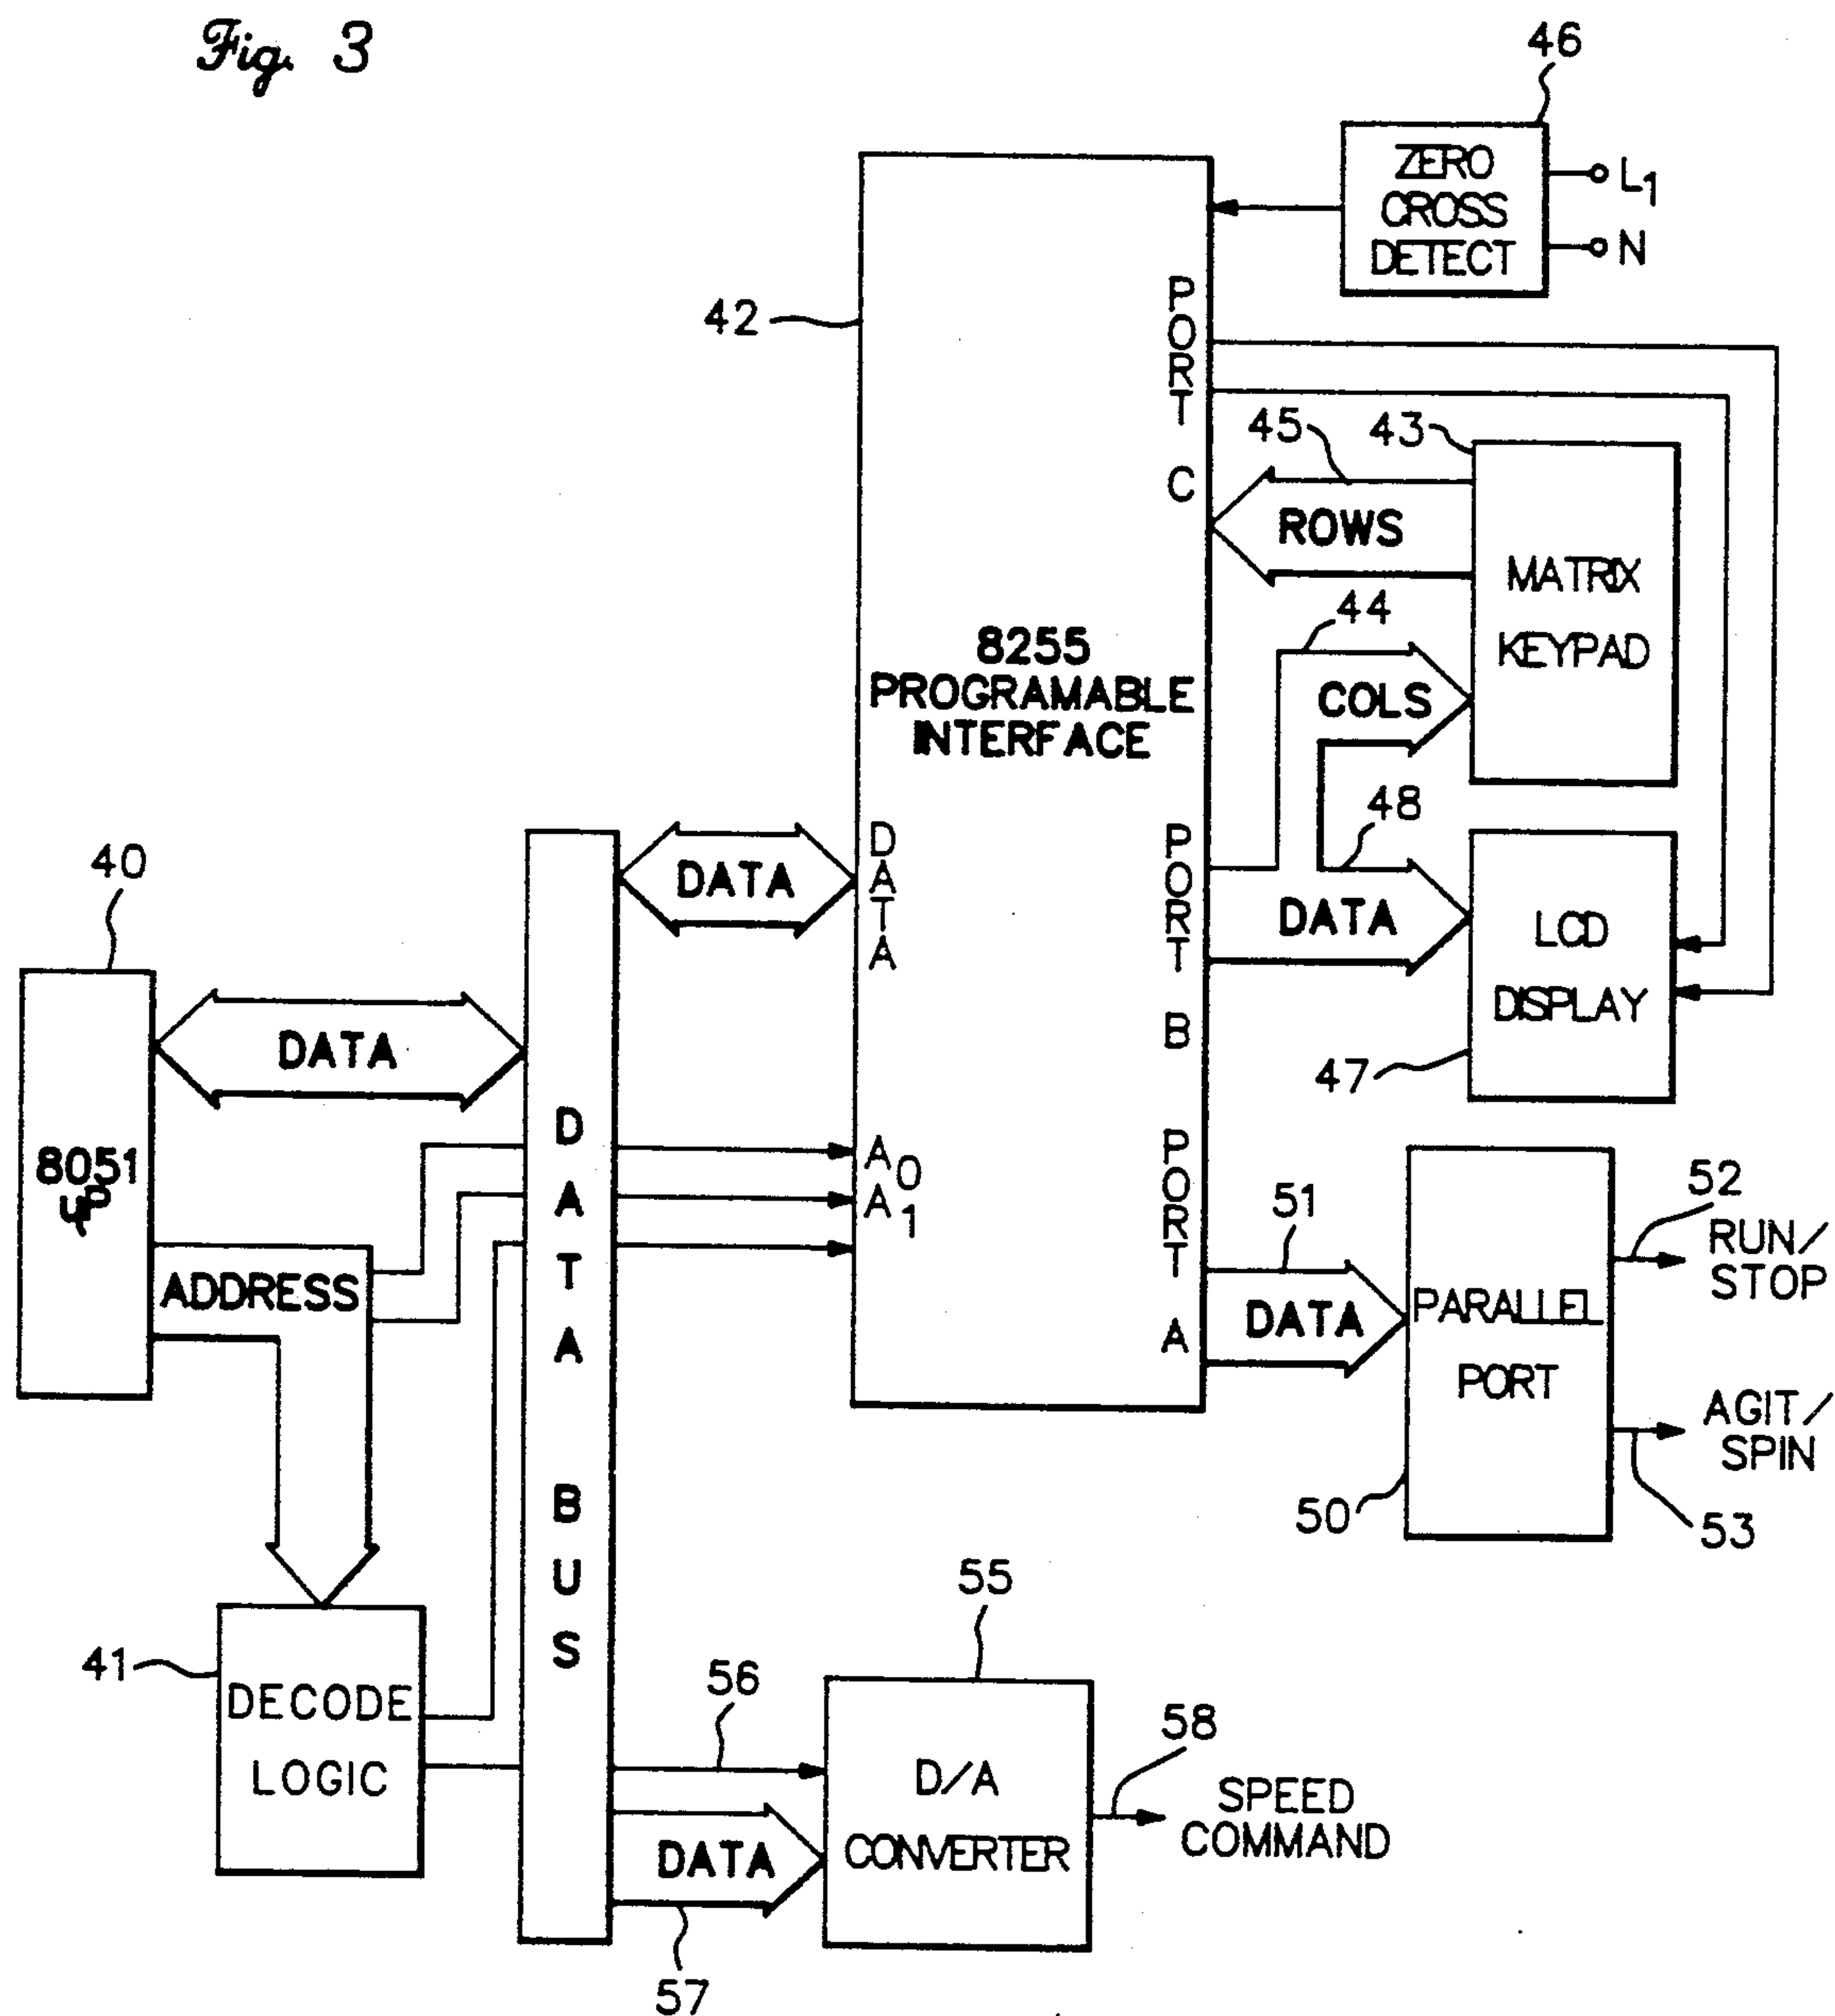 Fig. 3
46
ZERO
CROSS
DETECT
L1
N
42
PORT C
45
43
ROWS
MATRIX
KEYPAD
44
COLS
8255
PROGRAMABLE
INTERFACE
48
DATA
LCD
DISPLAY
47
PORT B
DATA
DATA
40
8051
μP
DATA
ADDRESS
DATA BUS
A0
A1
PORT A
51
DATA
PARALLEL
PORT
50
52
RUN/
STOP
AGIT/
SPIN
53
41
DECODE
LOGIC
55
56
D/A
CONVERTER
DATA
57
58
SPEED
COMMAND